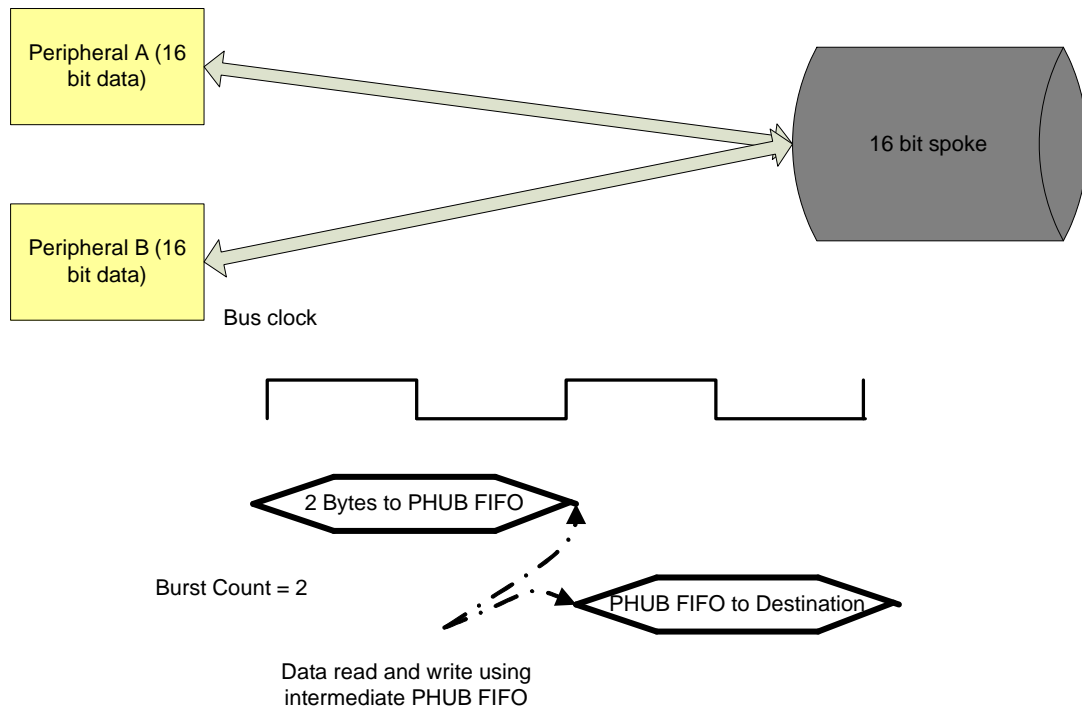 Peripheral A (16
bit data)
16 bit spoke
Peripheral B (16
bit data)
Bus clock
2 Bytes to PHUB FIFO
Burst Count = 2
PHUB FIFO to Destination
Data read and write using
intermediate PHUB FIFO